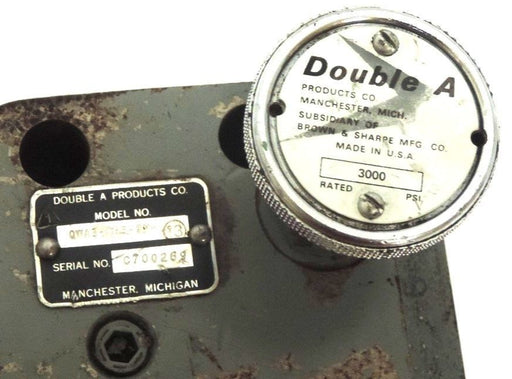 Double A
PRODUCTS CO
MANCHESTER, MICH.
SUBSIDIARY OF
BROWN & SHARPE MFG. CO.
MADE IN U.S.A
3000
RATED PSI
DOUBLE A PRODUCTS CO.
MODEL NO.
SERIAL NO. C700269
MANCHESTER, MICHIGAN